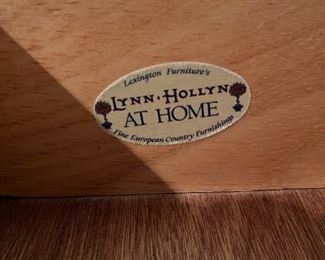 Lexington Furniture's
LYNN · HOLLYN
AT HOME
Fine European Country Furnishings